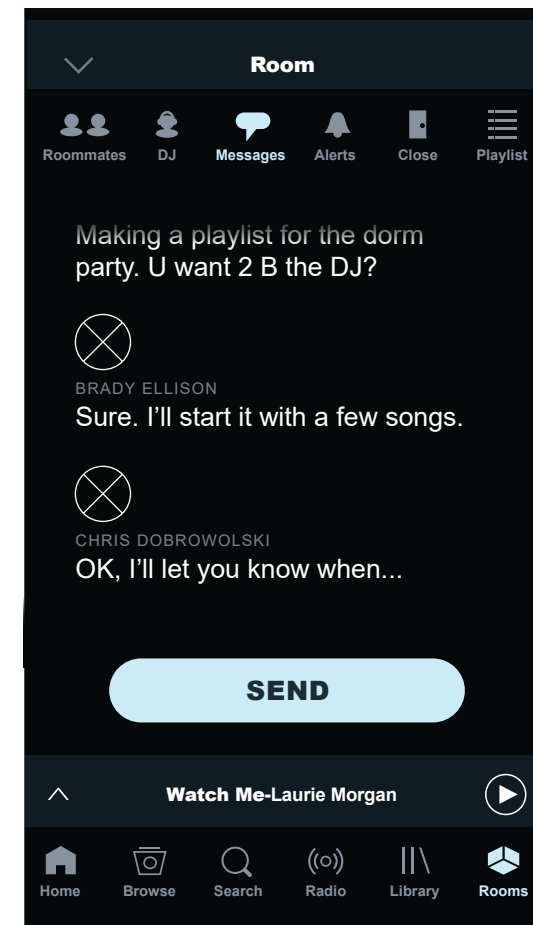 Room
Roommates DJ Messages Alerts Close Playlist
Making a playlist for the dorm
party. U want 2 B the DJ?
BRADY ELLISON
Sure. I’ll start it with a few songs.
CHRIS DOBROWOLSKI
OK, I’ll let you know when...
SEND
Watch Me-Laurie Morgan
Home Browse Search Radio Library Rooms